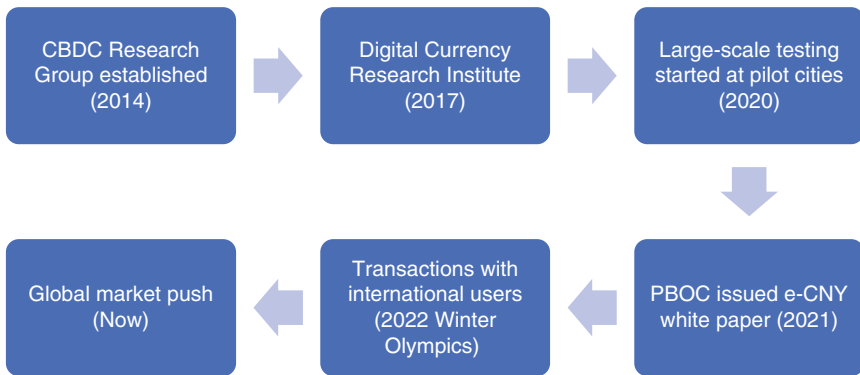 CBDC Research
Group established
(2014)
Digital Currency
Research Institute
(2017)
Large-scale testing
started at pilot cities
(2020)
PBOC issued e-CNY
white paper (2021)
Transactions with
international users
(2022 Winter
Olympics)
Global market push
(Now)